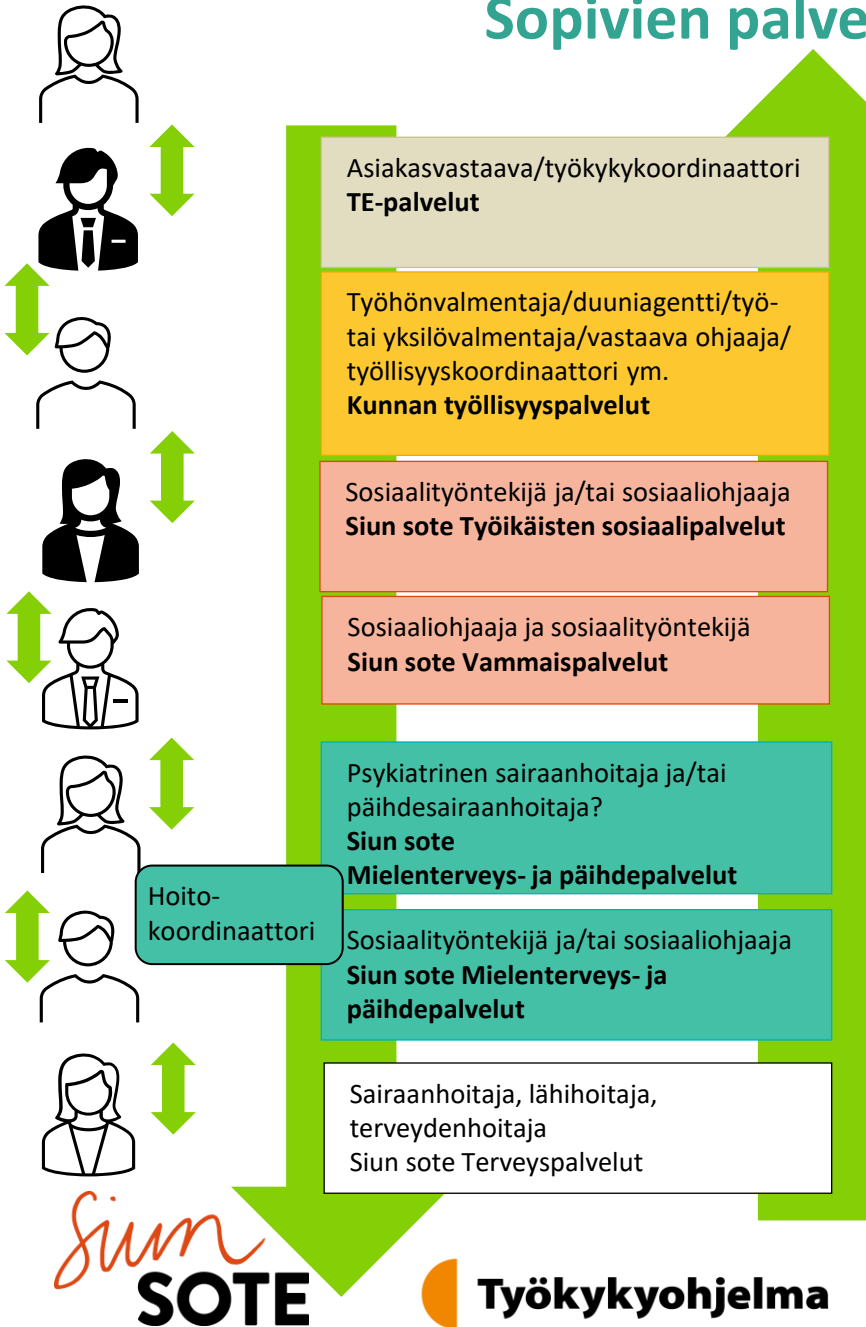 Sopivien palve
Asiakasvastaava/työkykykoordinaattori
TE-palvelut
Työhönvalmentaja/duuniagentti/työ-
tai yksilövalmentaja/vastaava ohjaaja/
työllisyyskoordinaattori ym.
Kunnan työllisyyspalvelut
Sosiaalityöntekijä ja/tai sosiaaliohjaaja
Siun sote Työikäisten sosiaalipalvelut
Sosiaaliohjaaja ja sosiaalityöntekijä
Siun sote Vammaispalvelut
Psykiatrinen sairaanhoitaja ja/tai
päihdesairaanhoitaja?
Siun sote
Mielenterveys- ja päihdepalvelut
Hoito-
koordinaattori
Sosiaalityöntekijä ja/tai sosiaaliohjaaja
Siun sote Mielenterveys- ja
päihdepalvelut
Sairaanhoitaja, lähihoitaja,
terveydenhoitaja
Siun sote Terveyspalvelut
Siun
SOTE
Työkykyohjelma